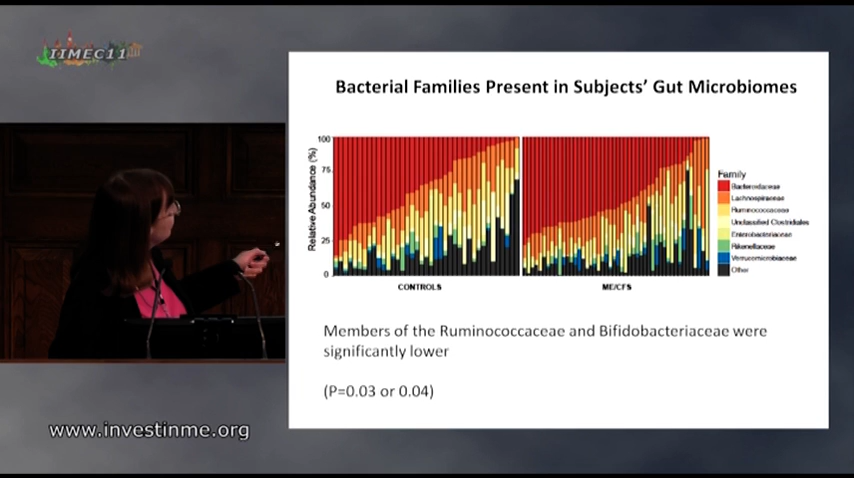 IIMEC11
Bacterial Families Present in Subjects' Gut Microbiomes
Relative Abundance (%)
100
75
50
25
0
CONTROLS
ME/CFS
Family
Bacteroidaceae
Lachnospiraceae
Ruminococcaceae
Unclassified Clostridiales
Enterobacteriaceae
Rikenellaceae
Verrucomicrobiaceae
Other
Members of the Ruminococcaceae and Bifidobacteriaceae were
significantly lower
(P=0.03 or 0.04)
www.investinme.org